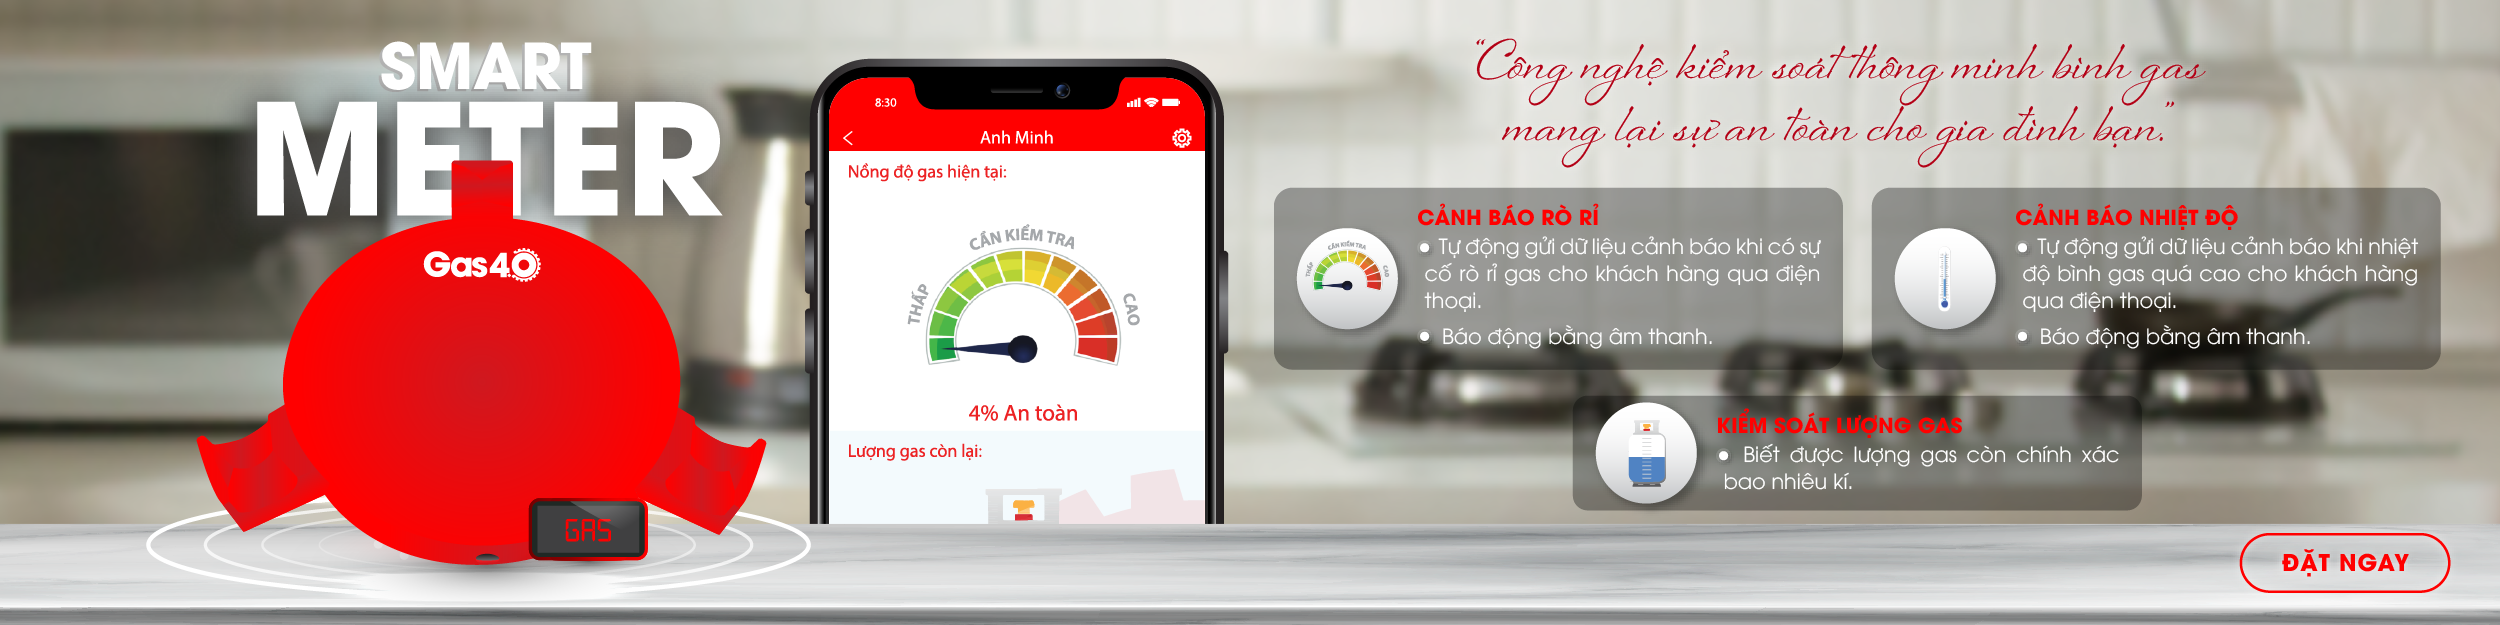 SMART
METER
Gas4.0
GAS
8:30
Anh Minh
Nồng độ gas hiện tại:
THẤP
CẦN KIỂM TRA
CAO
4% An toàn
Lượng gas còn lại:
“Công nghệ kiểm soát thông minh bình gas
mang lại sự an toàn cho gia đình bạn.”
THẤP
CẦN KIỂM TRA
CAO
CẢNH BÁO RÒ RỈ
Tự động gửi dữ liệu cảnh báo khi có sự
cố rò rỉ gas cho khách hàng qua điện
thoại.
Báo động bằng âm thanh.
CẢNH BÁO NHIỆT ĐỘ
Tự động gửi dữ liệu cảnh báo khi nhiệt
độ bình gas quá cao cho khách hàng
qua điện thoại.
Báo động bằng âm thanh.
KIỂM SOÁT LƯỢNG GAS
Biết được lượng gas còn chính xác
bao nhiêu kí.
ĐẶT NGAY